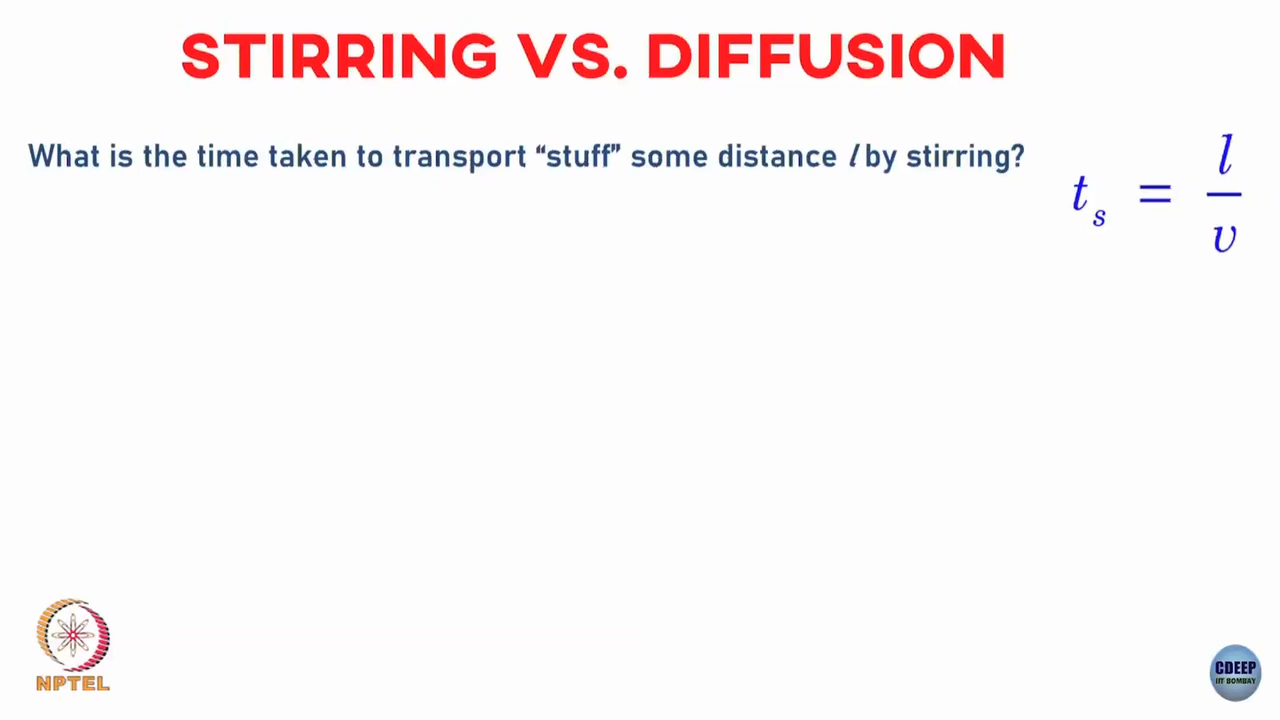 STIRRING VS. DIFFUSION
What is the time taken to transport “stuff” some distance l by stirring?
t_s = l/v
NPTEL
CDEEP
IIT BOMBAY